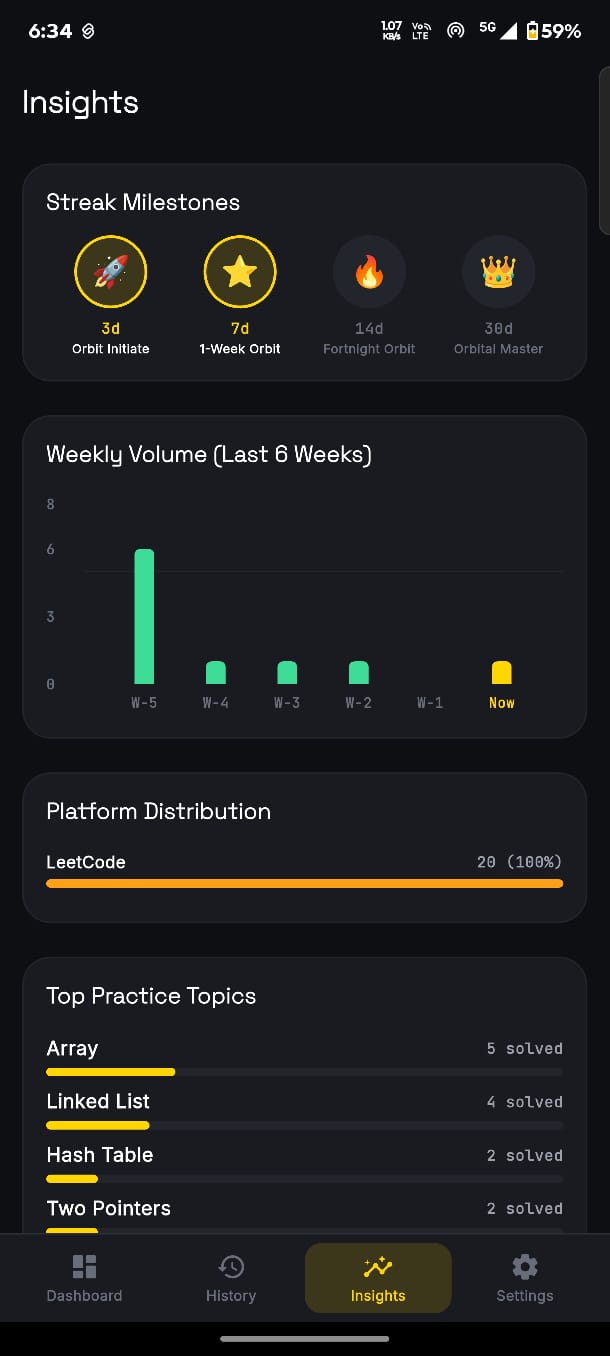 6:34
1.07 KB/s
Vo LTE
5G
59%
Insights
Streak Milestones
3d
7d
14d
30d
Orbit Initiate
1-Week Orbit
Fortnight Orbit
Orbital Master
Weekly Volume (Last 6 Weeks)
8
6
3
0
W-5
W-4
W-3
W-2
W-1
Now
Platform Distribution
LeetCode
20 (100%)
Top Practice Topics
Array
5 solved
Linked List
4 solved
Hash Table
2 solved
Two Pointers
2 solved
Dashboard
History
Insights
Settings